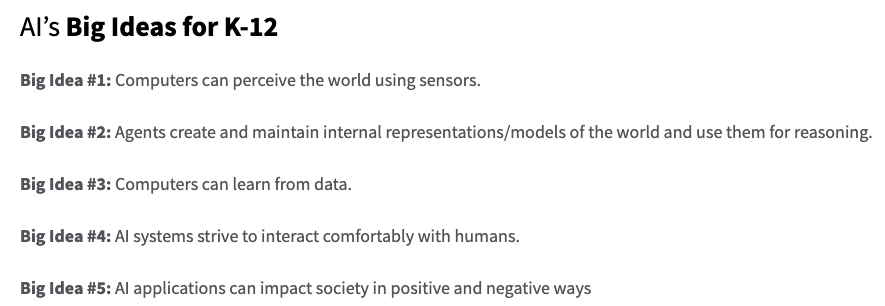 AI’s Big Ideas for K-12
Big Idea #1: Computers can perceive the world using sensors.
Big Idea #2: Agents create and maintain internal representations/models of the world and use them for reasoning.
Big Idea #3: Computers can learn from data.
Big Idea #4: AI systems strive to interact comfortably with humans.
Big Idea #5: AI applications can impact society in positive and negative ways